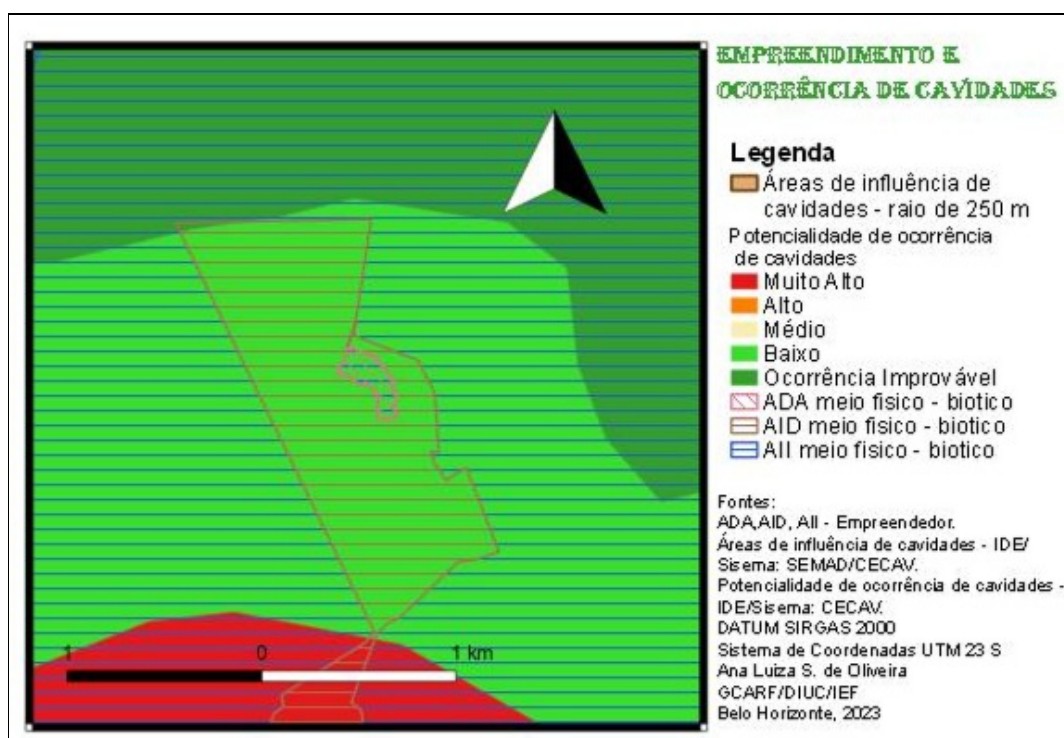 EMPREENDIMENTO E
OCORRÊNCIA DE CAVIDADES
Legenda
Áreas de influência de
cavidades - raio de 250 m
Potencialidade de ocorrência
de cavidades
Muito Alto
Alto
Médio
Baixo
Ocorrência Improvável
ADA meio fisico - biotico
AID meio fisico - biotico
AII meio fisico - biotico
Fontes:
ADA,AID, AII - Empreendedor.
Áreas de influência de cavidades - IDE/
Sisema: SEMAD/CECAV.
Potencialidade de ocorrência de cavidades -
IDE/Sisema: CECAV.
DATUM SIRGAS 2000
Sistema de Coordenadas UTM 23 S
Ana Luiza S. de Oliveira
GCARF/DIUC/IEF
Belo Horizonte, 2023
1 0 1 km